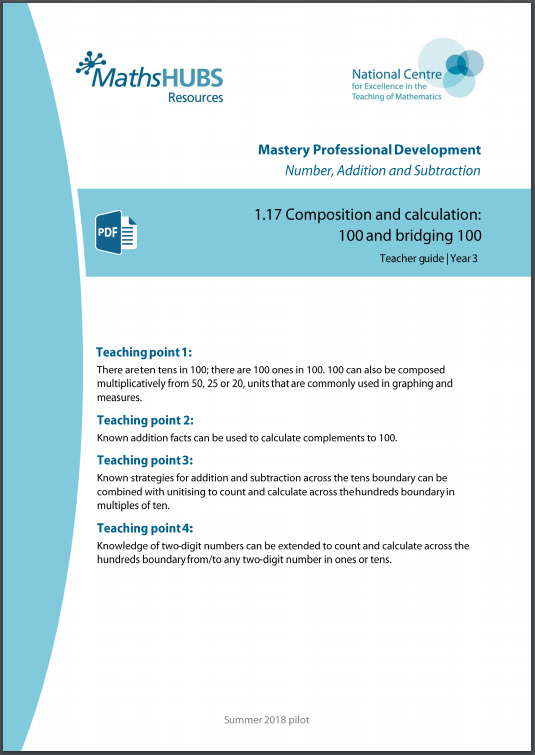 MathsHUBS
Resources
National Centre
for Excellence in the
Teaching of Mathematics
Mastery Professional Development
Number, Addition and Subtraction
1.17 Composition and calculation:
100 and bridging 100
PDF
Teacher guide | Year 3
Teaching point 1:
There are ten tens in 100; there are 100 ones in 100. 100 can also be composed
multiplicatively from 50, 25 or 20, units that are commonly used in graphing and
measures.
Teaching point 2:
Known addition facts can be used to calculate complements to 100.
Teaching point 3:
Known strategies for addition and subtraction across the tens boundary can be
combined with unitising to count and calculate across the hundreds boundary in
multiples of ten.
Teaching point 4:
Knowledge of two-digit numbers can be extended to count and calculate across the
hundreds boundary from/to any two-digit number in ones or tens.
Summer 2018 pilot